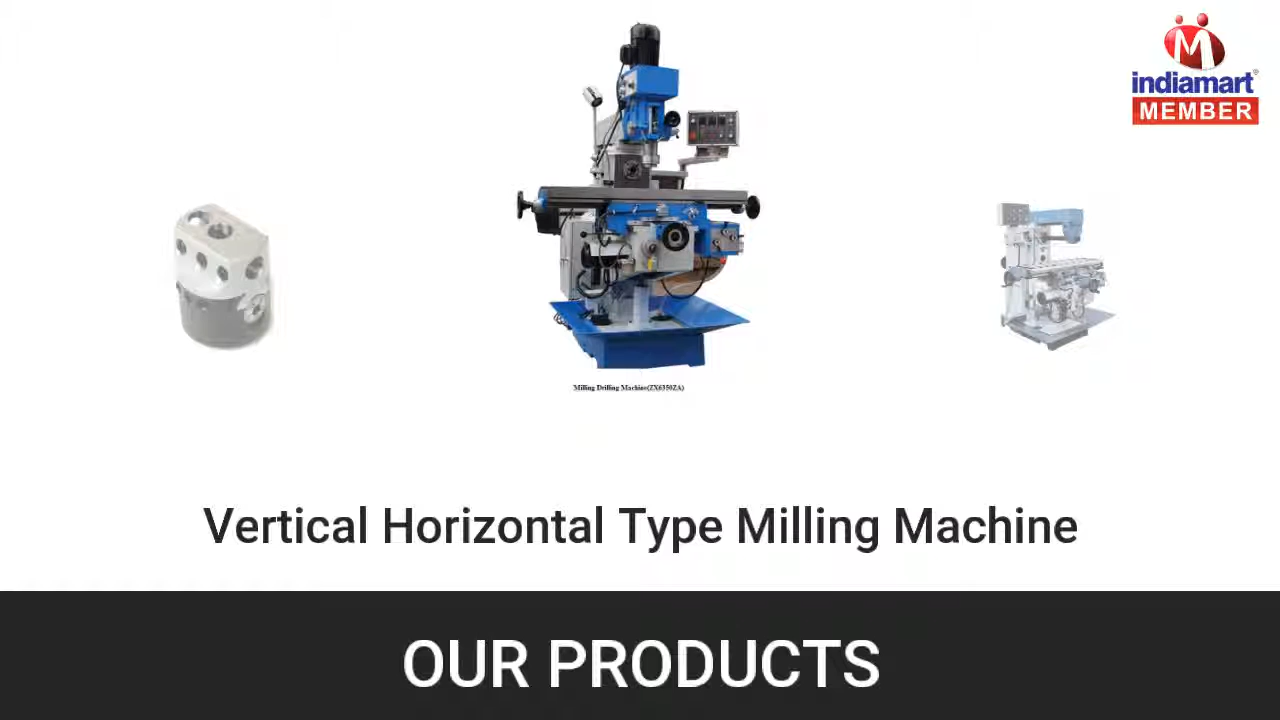 indiamart
MEMBER
Milling Drilling Machine(ZX6350ZA)
Vertical Horizontal Type Milling Machine
OUR PRODUCTS